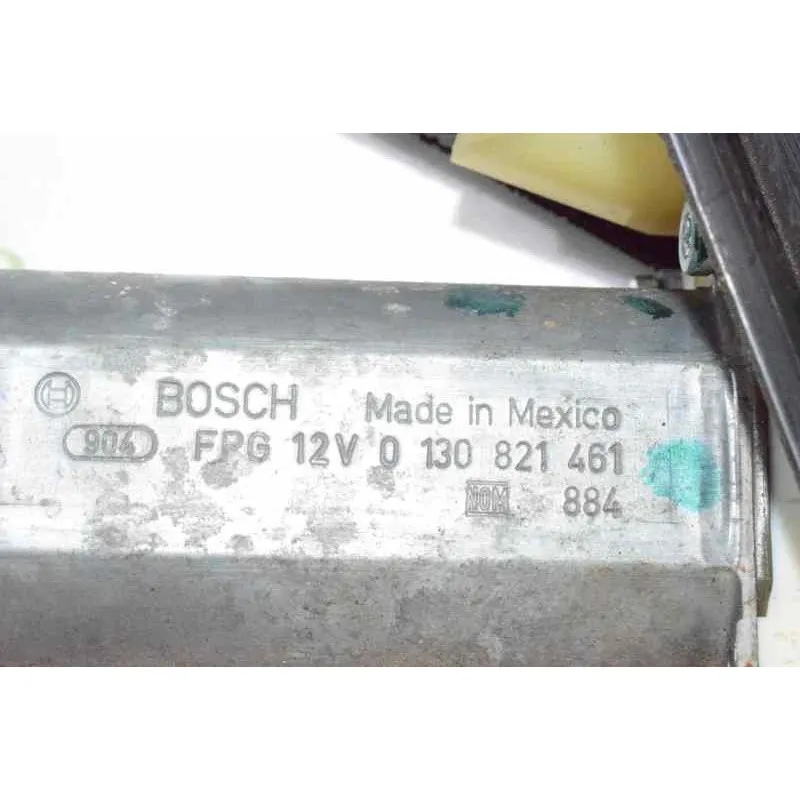 BOSCH Made in Mexico
904 FPG 12V 0 130 821 461
NOM 884